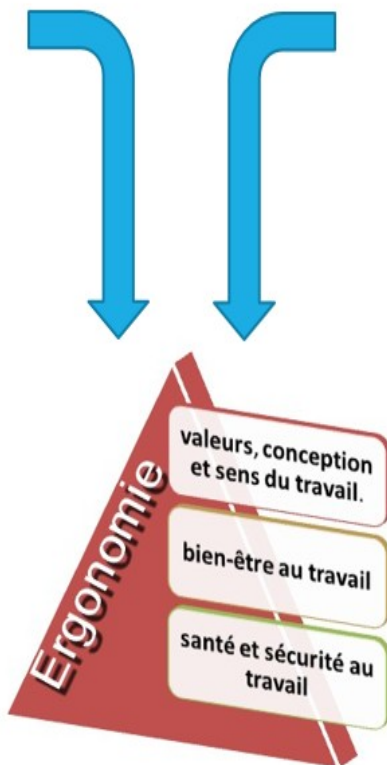 Ergonomie
valeurs, conception
et sens du travail.
bien-être au travail
santé et sécurité au
travail